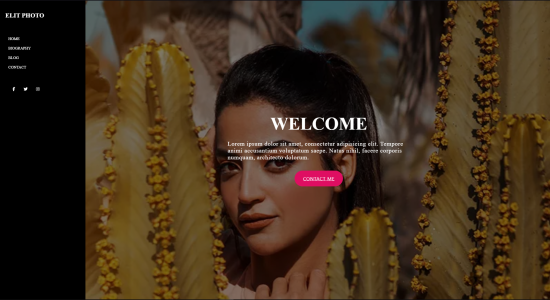 ELIT PHOTO
HOME
BIOGRAPHY
BLOG
CONTACT
WELCOME
Lorem ipsum dolor sit amet, consectetur adipisicing elit. Tempore
animi accusantium voluptatum saepe. Natus nihil, facere corporis
numquam, architecto dolorum.
CONTACT ME